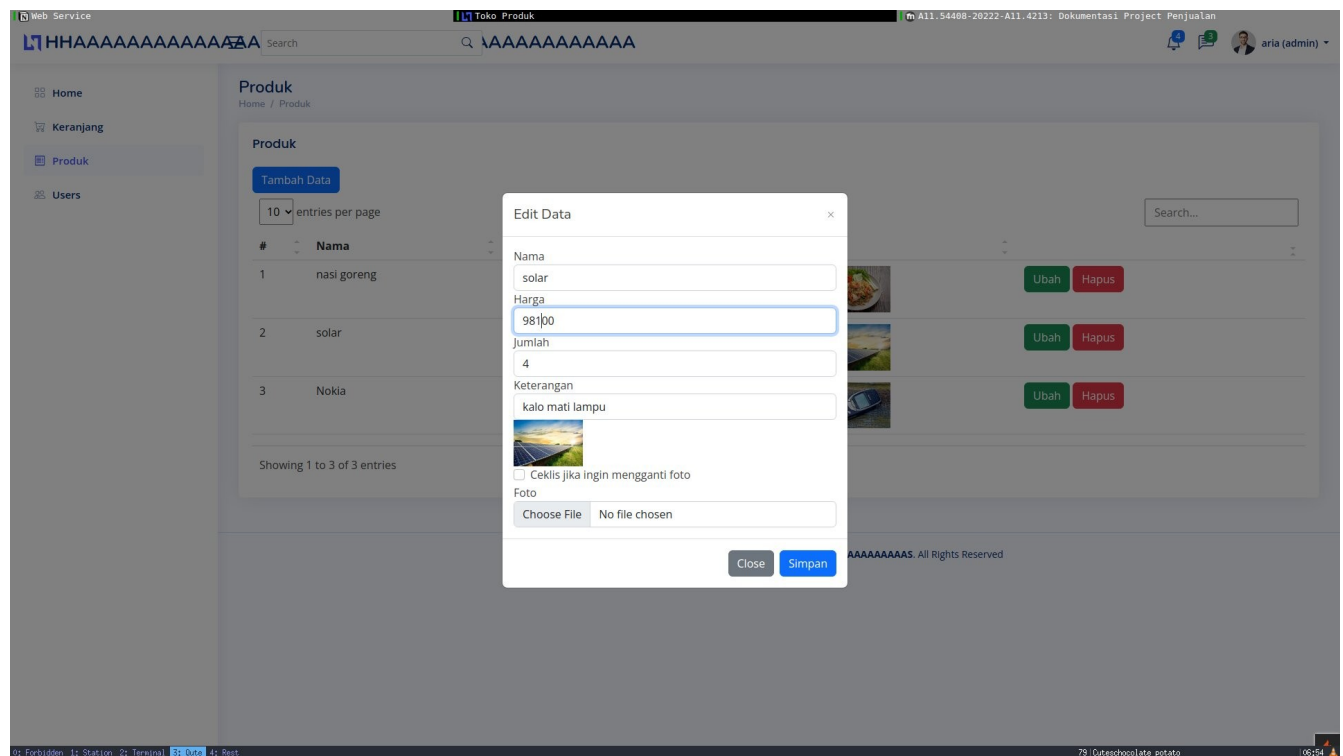 Web Service
Toko Produk
A11.54408-20222-A11.4213: Dokumentasi Project Penjualan
Search
AAAAAAAAAAAA
4
3
aria (admin)
Home
Keranjang
Produk
Users
Produk
Home / Produk
Produk
Tambah Data
10 entries per page
Search...
# Nama
1 nasi goreng Ubah Hapus
2 solar Ubah Hapus
3 Nokia Ubah Hapus
Showing 1 to 3 of 3 entries
Edit Data
×
Nama
solar
Harga
98100
Jumlah
4
Keterangan
kalo mati lampu
Ceklis jika ingin mengganti foto
Foto
Choose File No file chosen
Close Simpan
AAAAAAAAAS. All Rights Reserved
0: Forbidden 1: Station 2: Terminal 3: Qute 4: Rest
79 |Cuteschocolate potato
|06:54